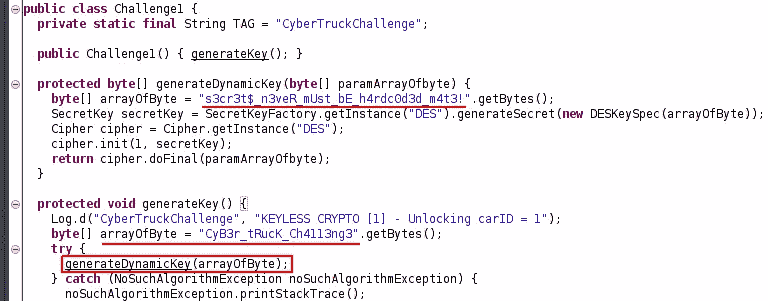 public class Challenge1 {
private static final String TAG = "CyberTruckChallenge";
public Challenge1() { generateKey(); }
protected byte[] generateDynamicKey(byte[] paramArrayOfbyte) {
byte[] arrayOfByte = "s3cr3t$_n3veR_mUst_bE_h4rdc0d3d_m4t3!".getBytes();
SecretKey secretKey = SecretKeyFactory.getInstance("DES").generateSecret(new DESKeySpec(arrayOfByte));
Cipher cipher = Cipher.getInstance("DES");
cipher.init(1, secretKey);
return cipher.doFinal(paramArrayOfbyte);
}
protected void generateKey() {
Log.d("CyberTruckChallenge", "KEYLESS CRYPTO [1] - Unlocking carID = 1");
byte[] arrayOfByte = "CyB3r_tRucK_Ch4ll3ng3".getBytes();
try {
generateDynamicKey(arrayOfByte);
} catch (NoSuchAlgorithmException noSuchAlgorithmException) {
noSuchAlgorithmException.printStackTrace();